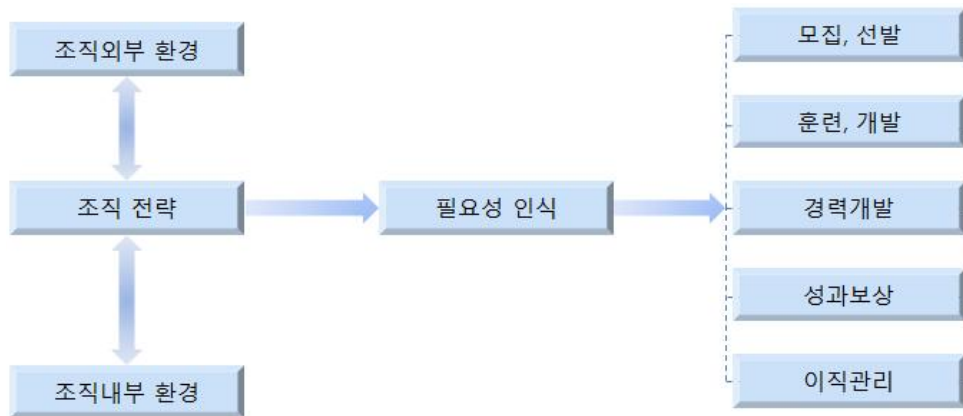 조직외부 환경
조직 전략
조직내부 환경
필요성 인식
모집, 선발
훈련, 개발
경력개발
성과보상
이직관리